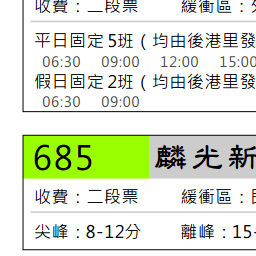 收費：二段票 緩衝區：
平日固定5班（均由後港里發
06:30 09:00 12:00 15:00
假日固定2班（均由後港里發
06:30 09:00
685 麟光新
收費：二段票 緩衝區：
尖峰：8-12分 離峰：15-